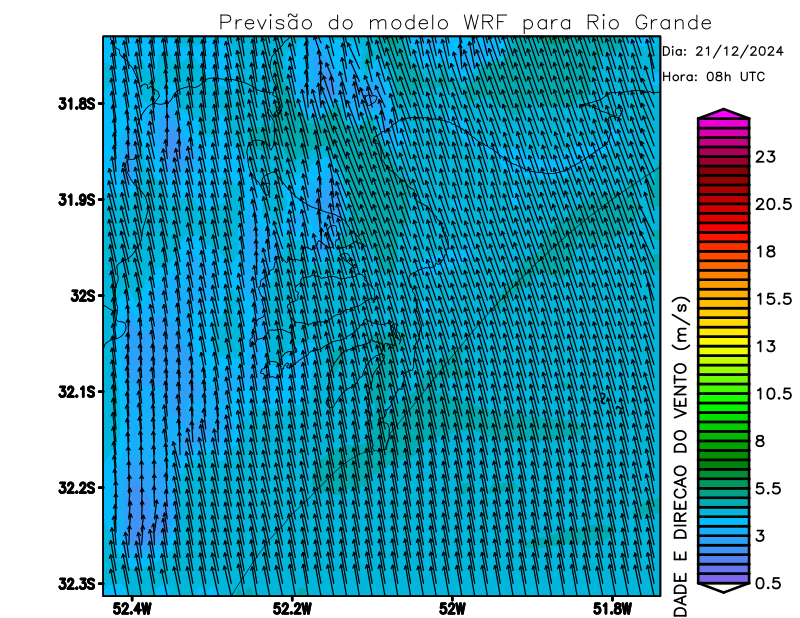 Previsão do modelo WRF para Rio Grande
Dia: 21/12/2024
Hora: 08h UTC
31.8S
31.9S
32S
32.1S
32.2S
32.3S
52.4W
52.2W
52W
51.8W
23
20.5
18
15.5
13
10.5
8
5.5
3
0.5
DADE E DIRECAO DO VENTO (m/s)